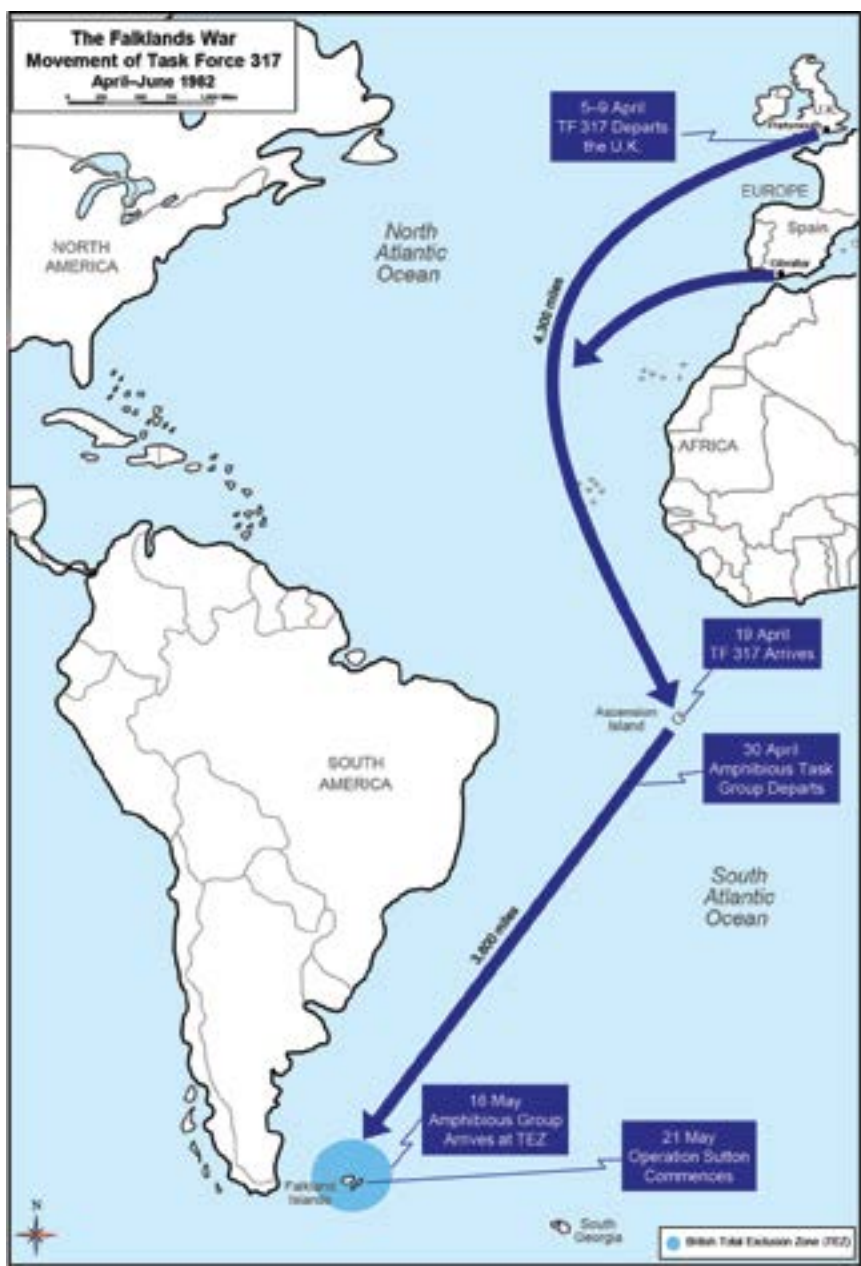 The Falklands War
Movement of Task Force 317
April–June 1982
5–9 April
TF 317 Departs
the U.K.
U.K.
Portsmouth
EUROPE
Spain
Gibraltar
North
Atlantic
Ocean
NORTH
AMERICA
4,300 miles
AFRICA
19 April
TF 317 Arrives
Ascension
Island
30 April
Amphibious Task
Group Departs
SOUTH
AMERICA
South
Atlantic
Ocean
3,800 miles
16 May
Amphibious Group
Arrives at TEZ
21 May
Operation Sutton
Commences
Falkland
Islands
N
South
Georgia
British Total Exclusion Zone (TEZ)